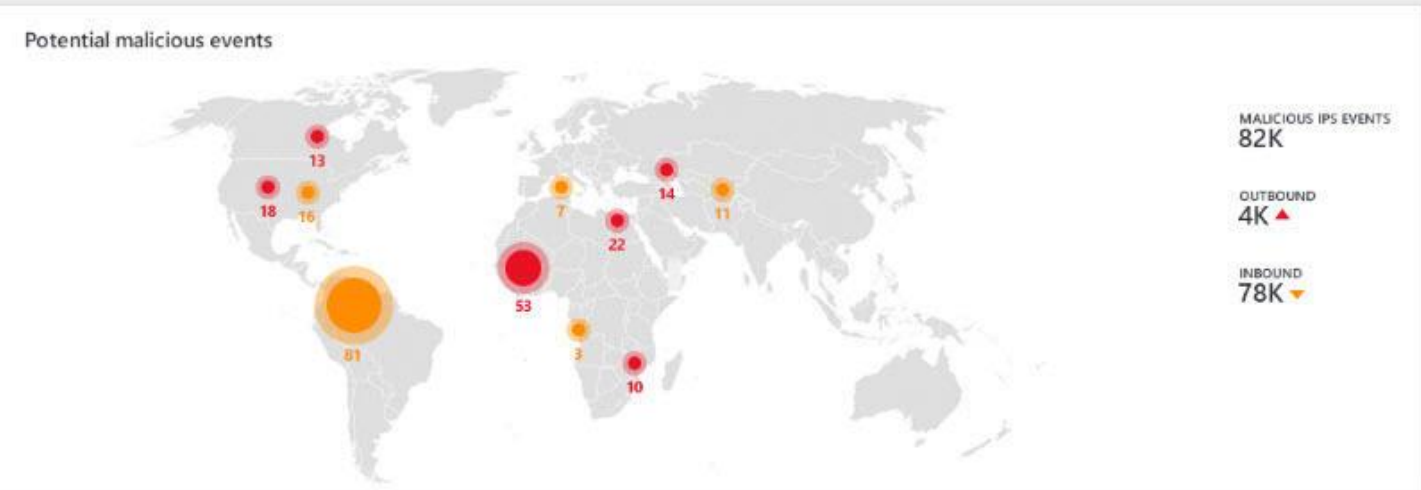 Potential malicious events
MALICIOUS IPS EVENTS
82K
13
14
18
16
7
11
OUTBOUND
4K
22
INBOUND
78K
53
81
3
10